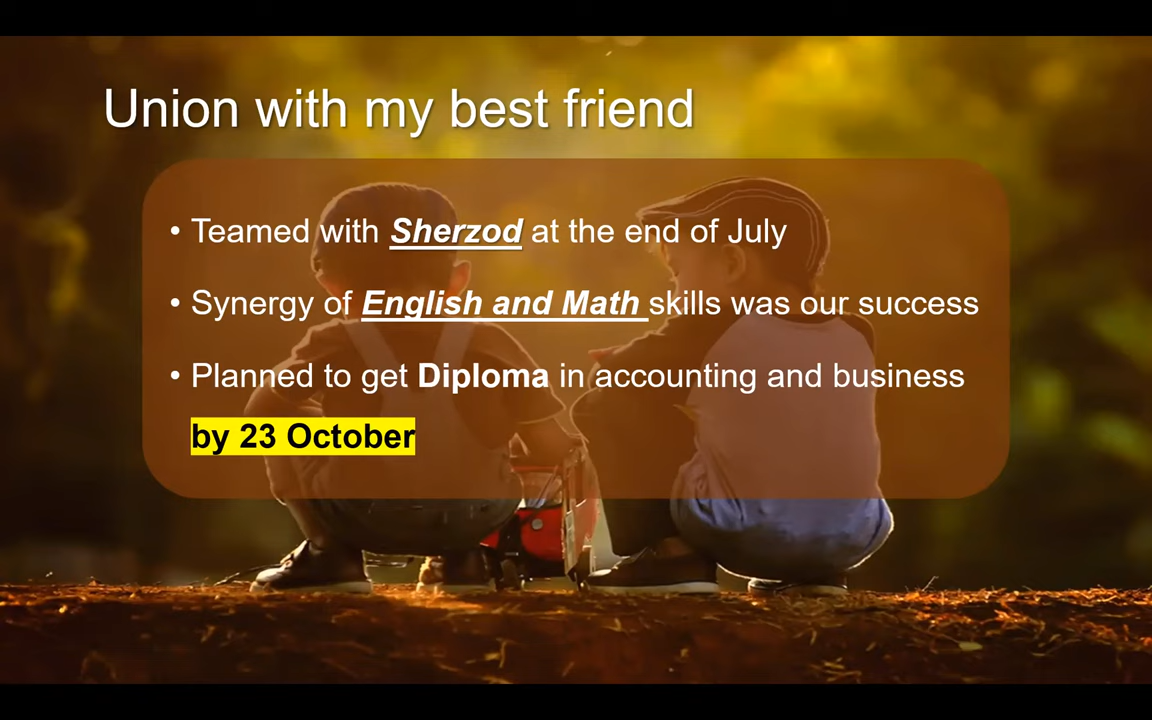 Union with my best friend
• Teamed with Sherzod at the end of July
• Synergy of English and Math skills was our success
• Planned to get Diploma in accounting and business
by 23 October